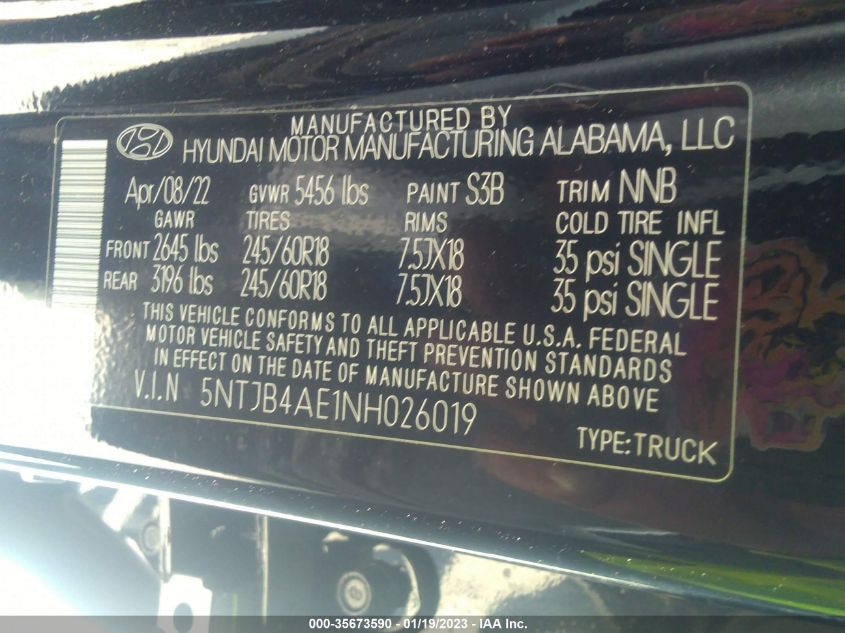 MANUFACTURED BY
HYUNDAI MOTOR MANUFACTURING ALABAMA, LLC
Apr/08/22 GVWR 5456 lbs PAINT S3B TRIM NNB
GAWR TIRES RIMS COLD TIRE INFL
FRONT 2645 lbs 245/60R18 7.5JX18 35 psi SINGLE
REAR 3196 lbs 245/60R18 7.5JX18 35 psi SINGLE
THIS VEHICLE CONFORMS TO ALL APPLICABLE U.S.A. FEDERAL
MOTOR VEHICLE SAFETY AND THEFT PREVENTION STANDARDS
IN EFFECT ON THE DATE OF MANUFACTURE SHOWN ABOVE
V.I.N 5NTJB4AE1NH026019
TYPE:TRUCK
000-35673590 - 01/19/2023 - IAA Inc.